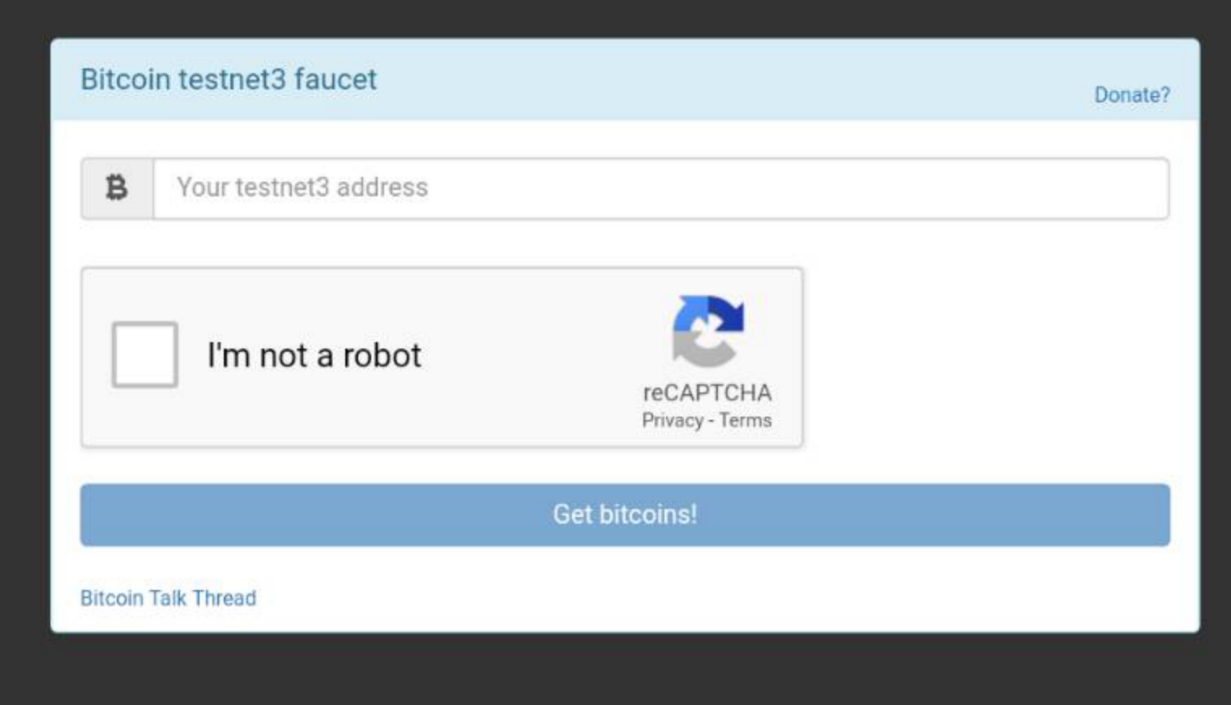 Bitcoin testnet3 faucet
Donate?
Your testnet3 address
I'm not a robot
reCAPTCHA
Privacy - Terms
Get bitcoins!
Bitcoin Talk Thread